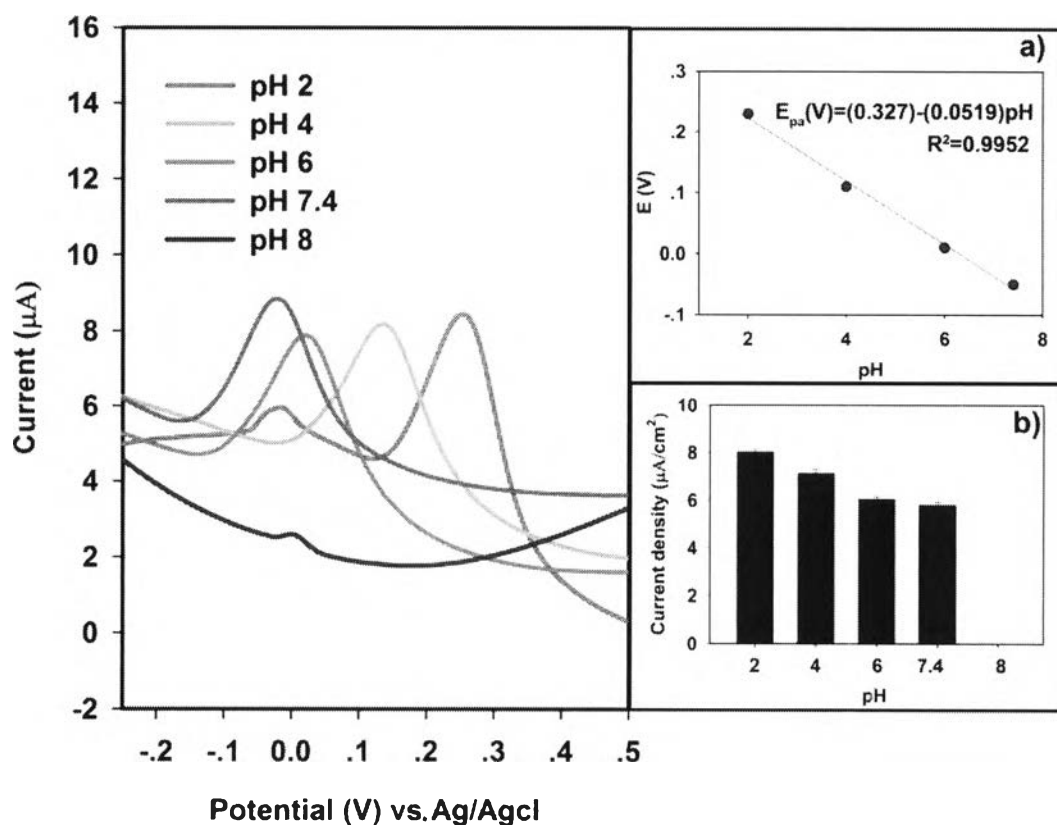 16
14
12
10
8
6
4
2
0
-2
Current (μA)
pH 2
pH 4
pH 6
pH 7.4
pH 8
-.2 -.1 0.0 .1 .2 .3 .4 .5
Potential (V) vs. Ag/Agcl
a)
.3
.2
.1
0.0
-.1
E (V)
E_pa(V)=(0.327)-(0.0519)pH
R²=0.9952
2 4 6 8
pH
b)
10
8
6
4
2
0
Current density (μA/cm²)
2 4 6 7.4 8
pH